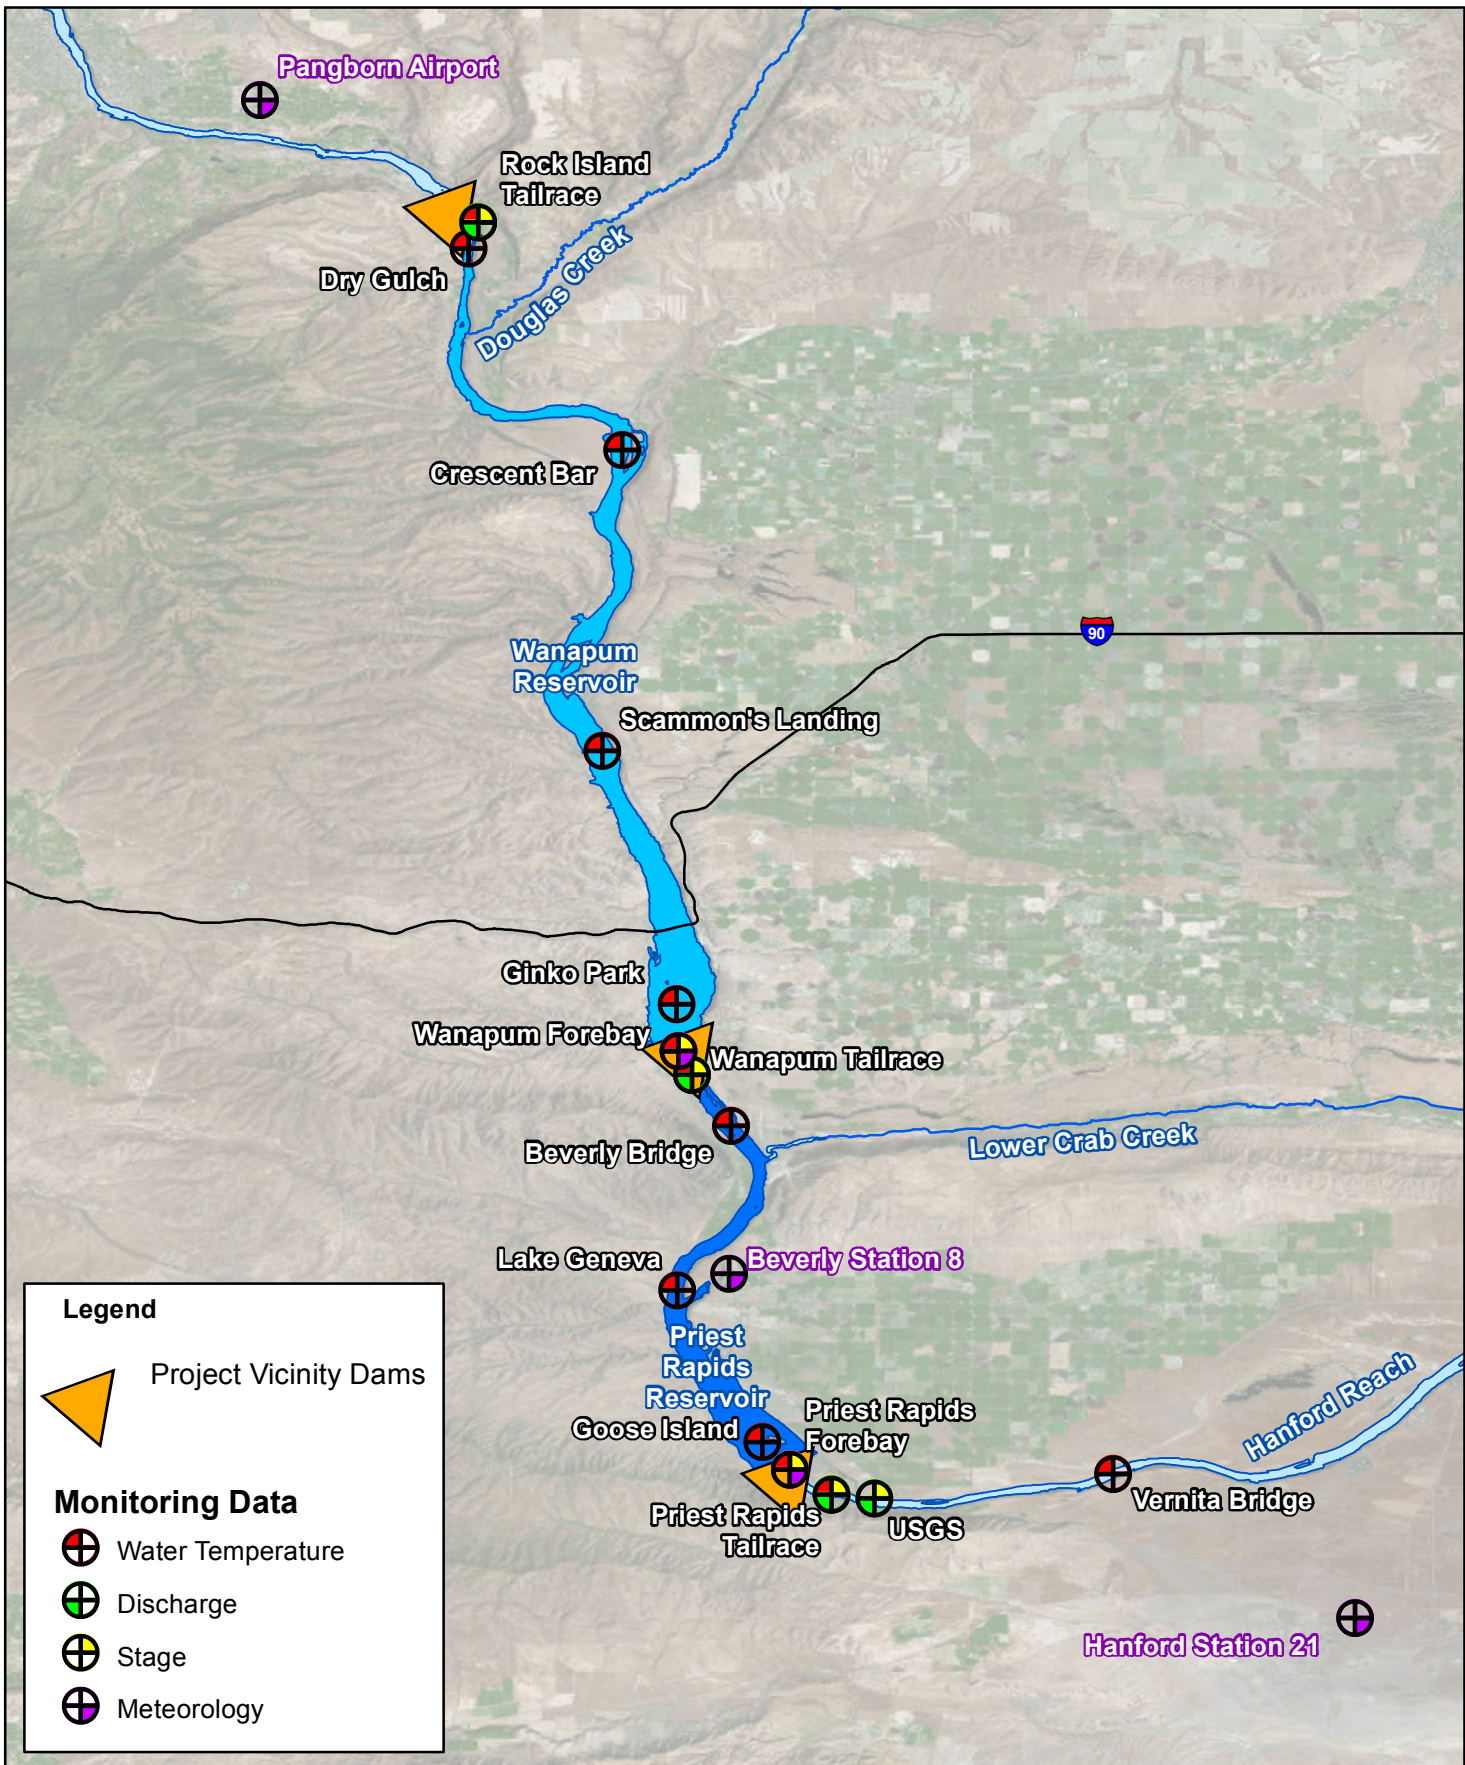 Pangborn Airport
Rock Island
Tailrace
Dry Gulch
Douglas Creek
Crescent Bar
90
Wanapum
Reservoir
Scammon's Landing
Ginko Park
Wanapum Forebay
Wanapum Tailrace
Beverly Bridge
Lower Crab Creek
Lake Geneva
Beverly Station 8
Priest
Rapids
Reservoir
Goose Island
Priest Rapids
Forebay
Hanford Reach
Priest Rapids
Tailrace
USGS
Vernita Bridge
Hanford Station 21
Legend
Project Vicinity Dams
Monitoring Data
Water Temperature
Discharge
Stage
Meteorology